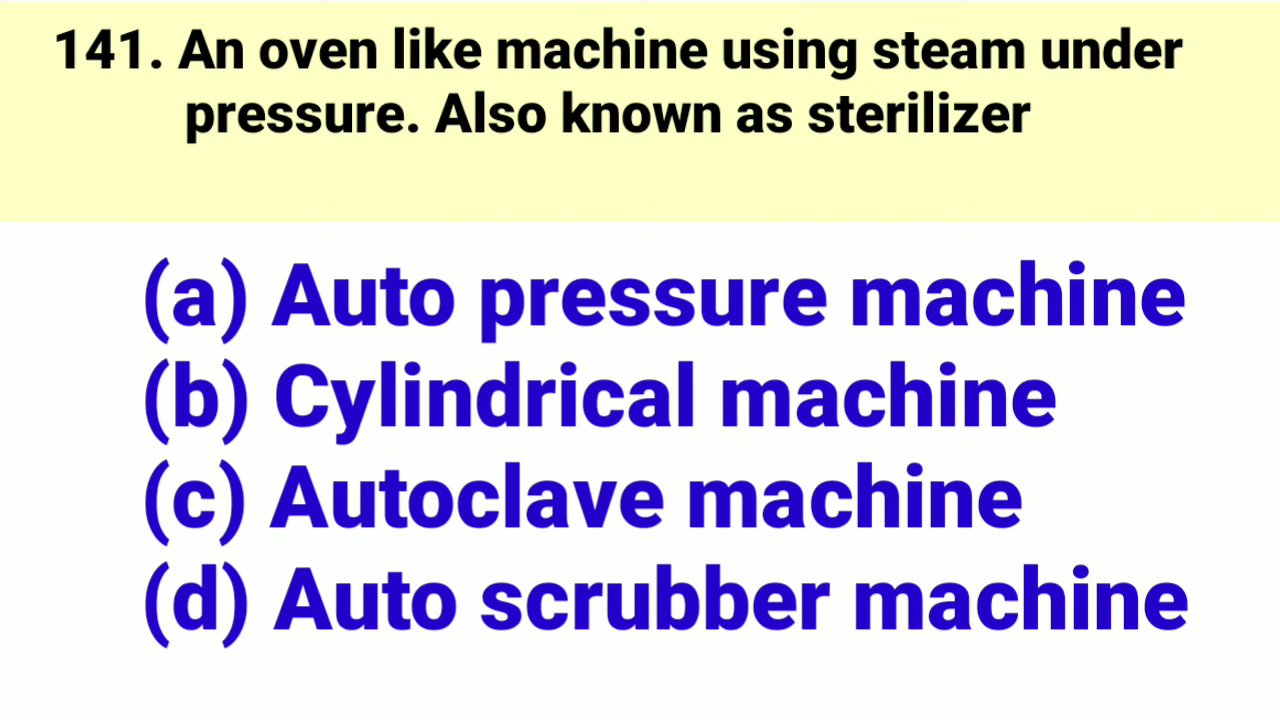 141. An oven like machine using steam under
pressure. Also known as sterilizer
(a) Auto pressure machine
(b) Cylindrical machine
(c) Autoclave machine
(d) Auto scrubber machine